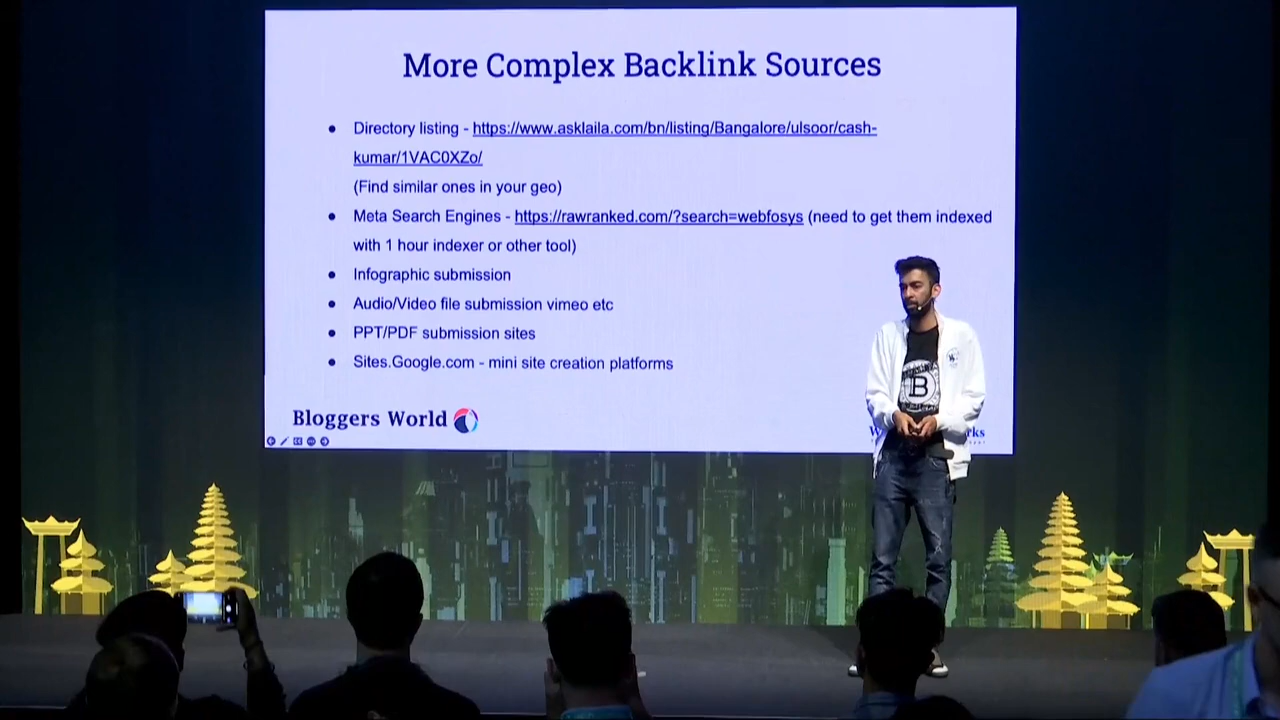 More Complex Backlink Sources
• Directory listing - https://www.asklaila.com/bn/listing/Bangalore/ulsoor/cash-
kumar/1VAC0XZo/
(Find similar ones in your geo)
• Meta Search Engines - https://rawranked.com/?search=webfosys (need to get them indexed
with 1 hour indexer or other tool)
• Infographic submission
• Audio/Video file submission vimeo etc
• PPT/PDF submission sites
• Sites.Google.com - mini site creation platforms
Bloggers World
B